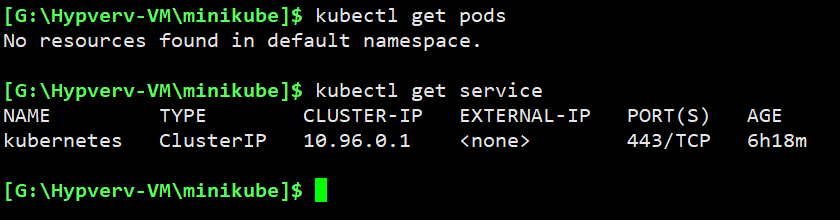 [G:\Hypverv-VM\minikube]$ kubectl get pods
No resources found in default namespace.
[G:\Hypverv-VM\minikube]$ kubectl get service
NAME         TYPE        CLUSTER-IP   EXTERNAL-IP   PORT(S)   AGE
kubernetes   ClusterIP   10.96.0.1    <none>        443/TCP   6h18m
[G:\Hypverv-VM\minikube]$